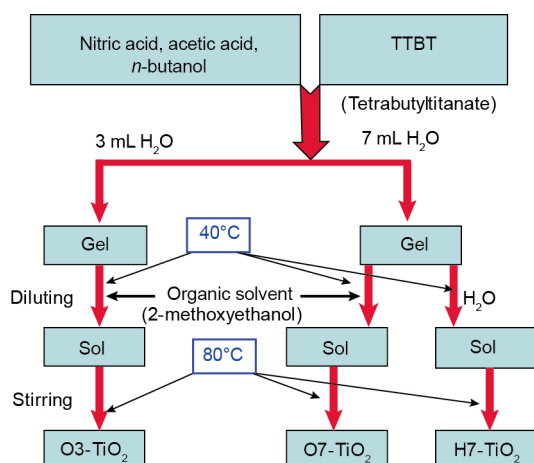 Nitric acid, acetic acid,
n-butanol
TTBT
(Tetrabutyltitanate)
3 mL H₂O
7 mL H₂O
Gel
40°C
Gel
Diluting
Organic solvent
(2-methoxyethanol)
H₂O
Sol
80°C
Sol
Sol
Stirring
O3-TiO₂
O7-TiO₂
H7-TiO₂